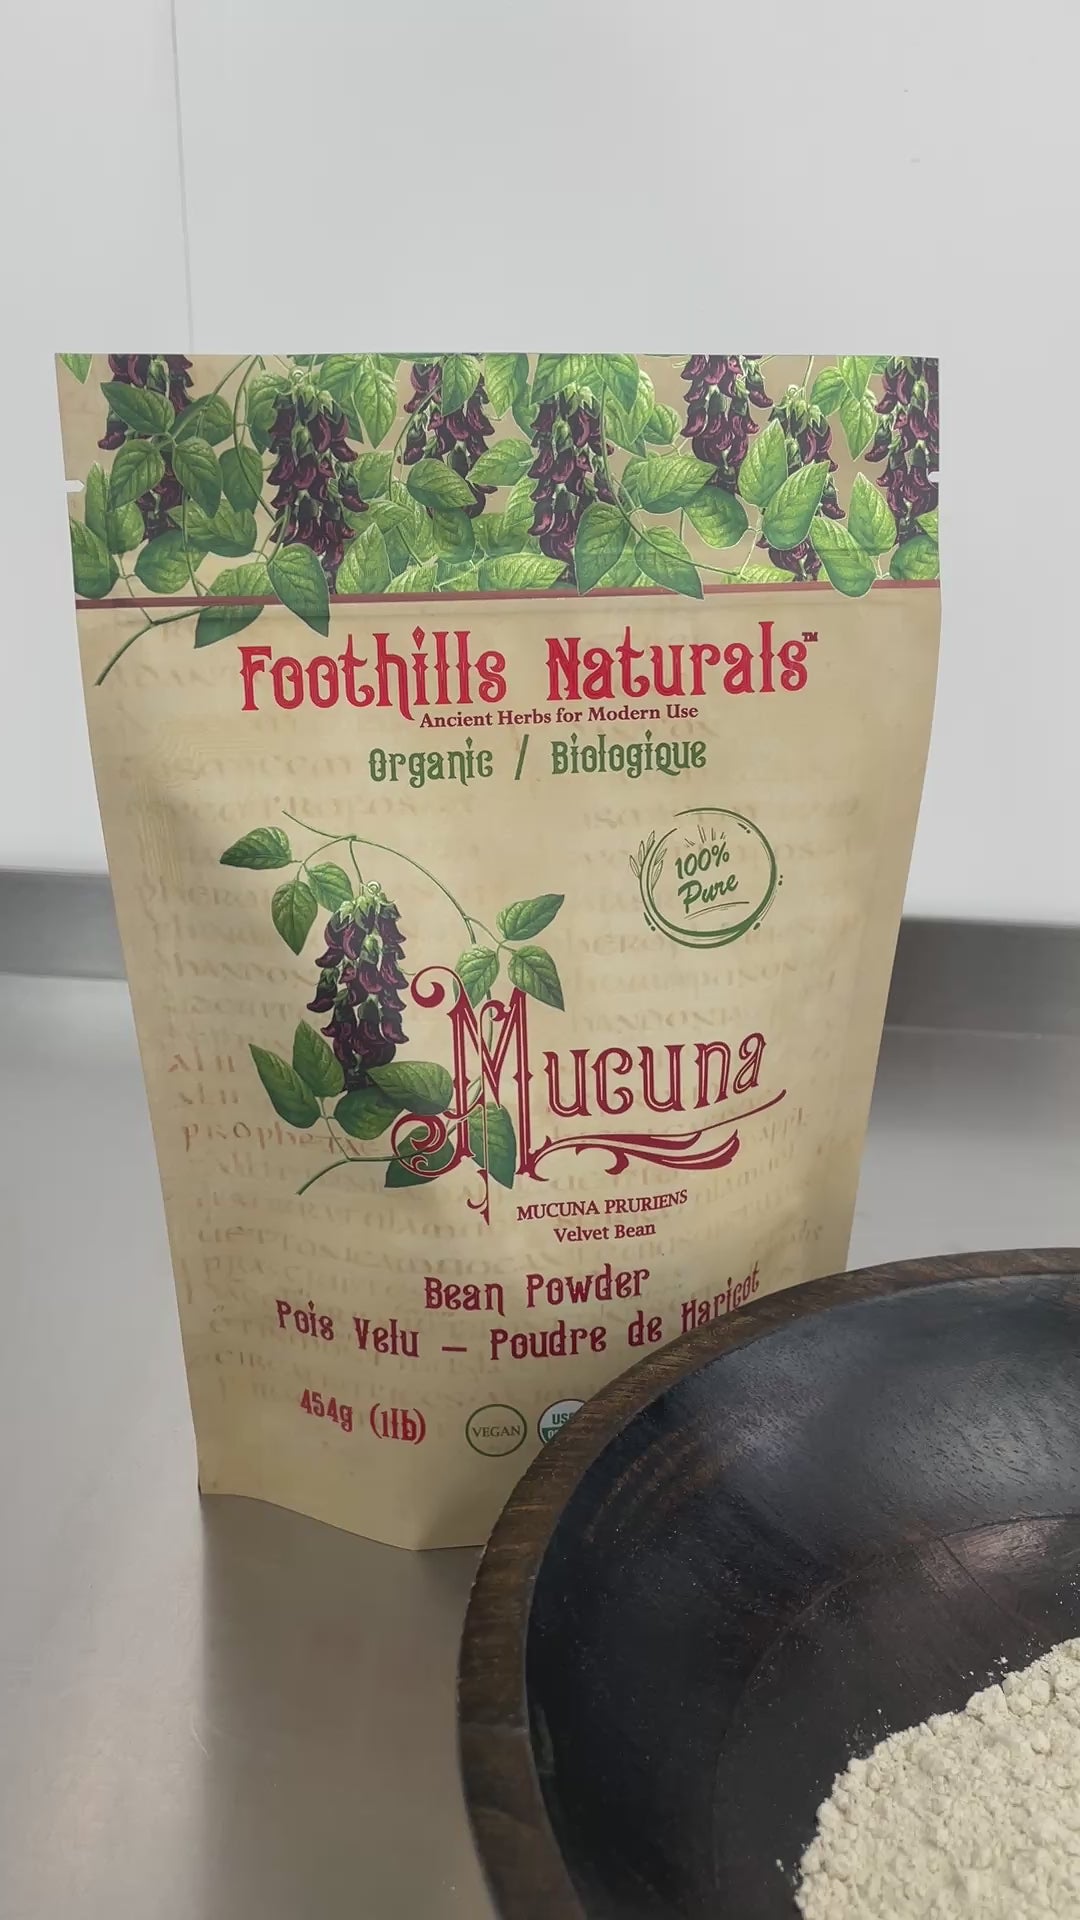 Foothills Naturals™
Ancient Herbs for Modern Use
Organic / Biologique
100%
Pure
Mucuna
MUCUNA PRURIENS
Velvet Bean
Bean Powder
Pois Velu – Poudre de Haricot
454g (1lb)
VEGAN